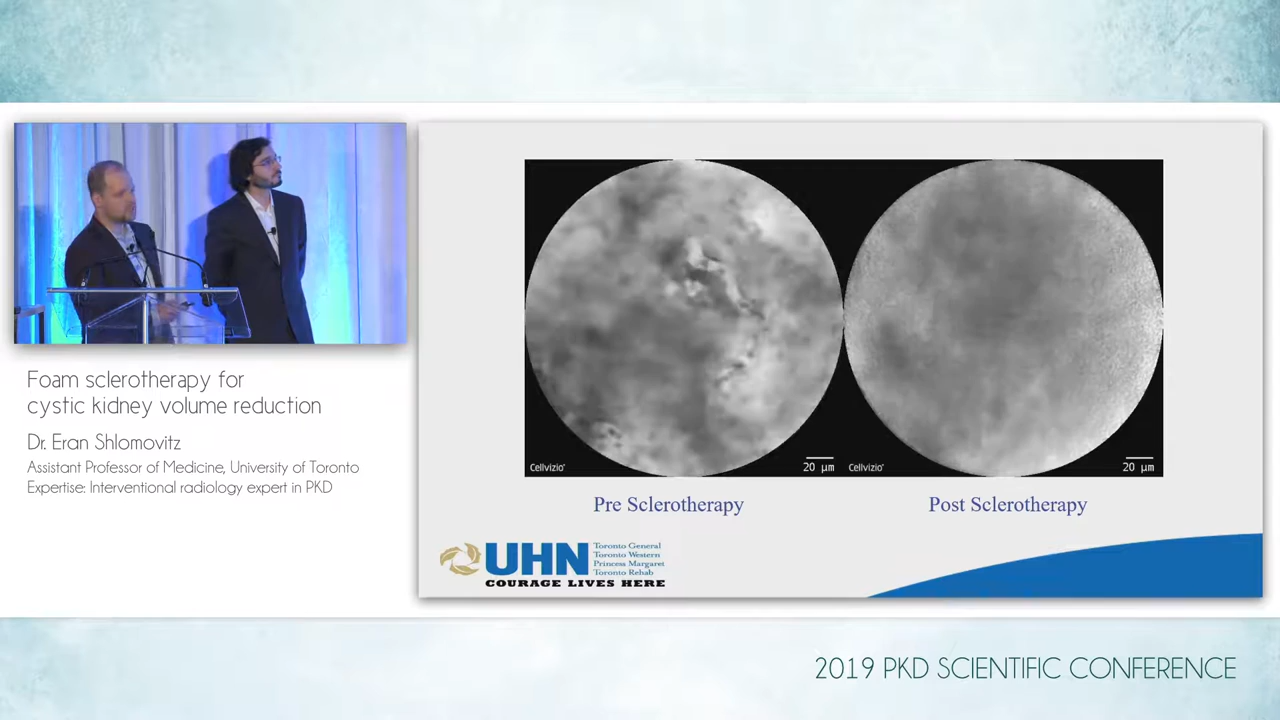 Foam sclerotherapy for
cystic kidney volume reduction
Dr. Eran Shlomovitz
Assistant Professor of Medicine, University of Toronto
Expertise: Interventional radiology expert in PKD
Cellvizio®
20 µm
Cellvizio®
20 µm
Pre Sclerotherapy
Post Sclerotherapy
UHN
Toronto General
Toronto Western
Princess Margaret
Toronto Rehab
COURAGE LIVES HERE
2019 PKD SCIENTIFIC CONFERENCE